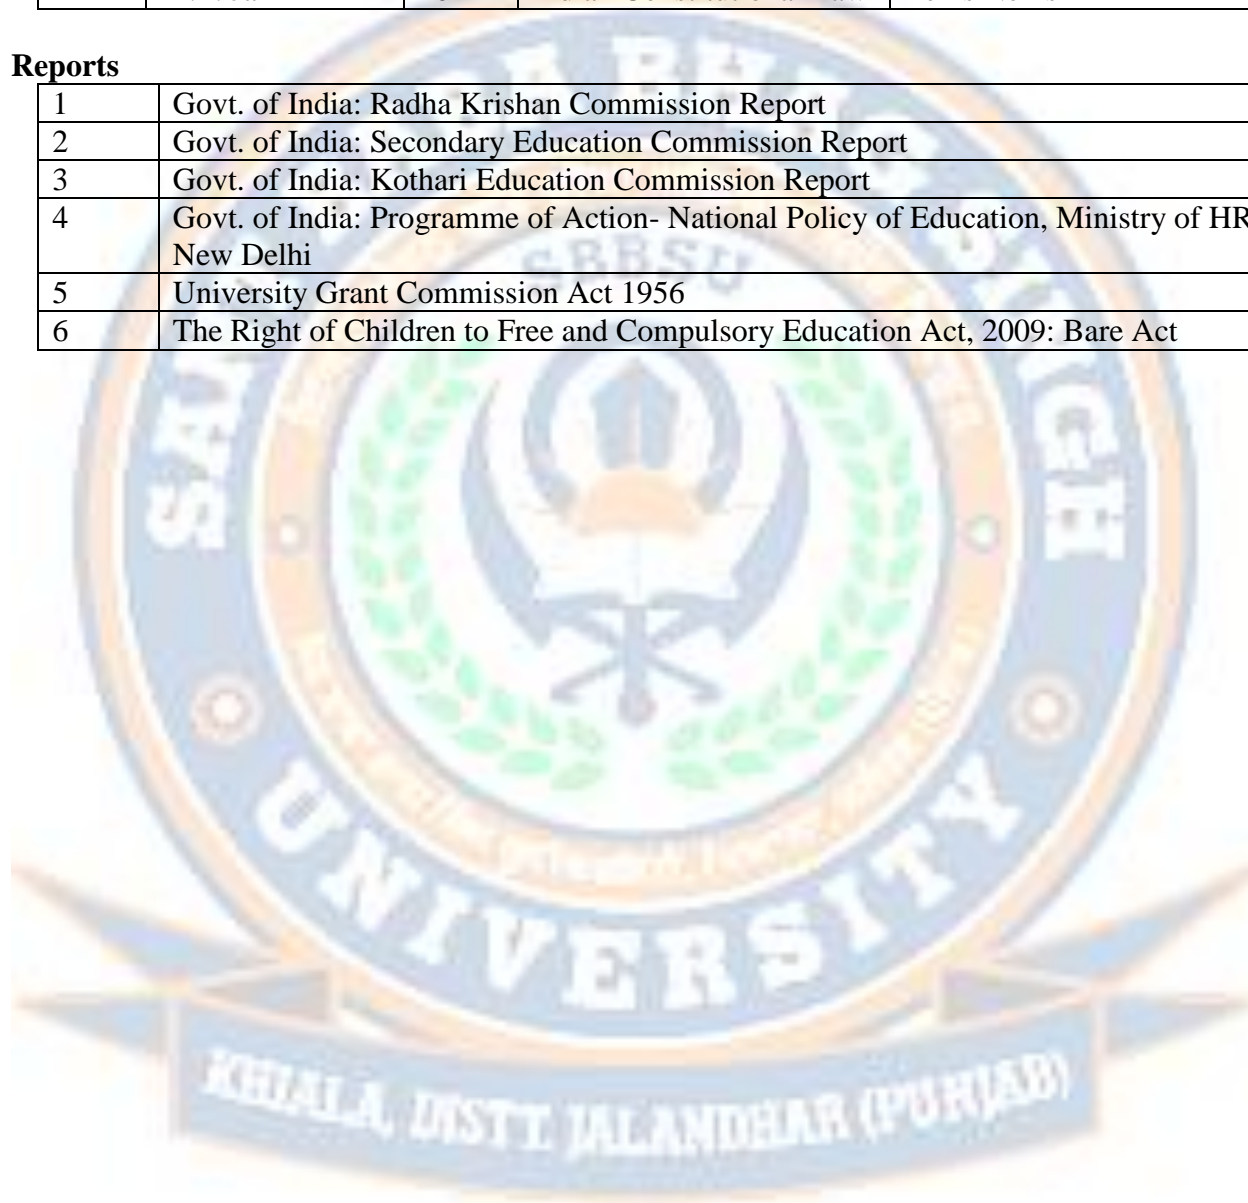 Reports
1 Govt. of India: Radha Krishan Commission Report
2 Govt. of India: Secondary Education Commission Report
3 Govt. of India: Kothari Education Commission Report
4 Govt. of India: Programme of Action- National Policy of Education, Ministry of HR
New Delhi
5 University Grant Commission Act 1956
6 The Right of Children to Free and Compulsory Education Act, 2009: Bare Act
SBBSU
UNIVERSITY
KHIALA, DISTT. JALANDHAR (PUNJAB)